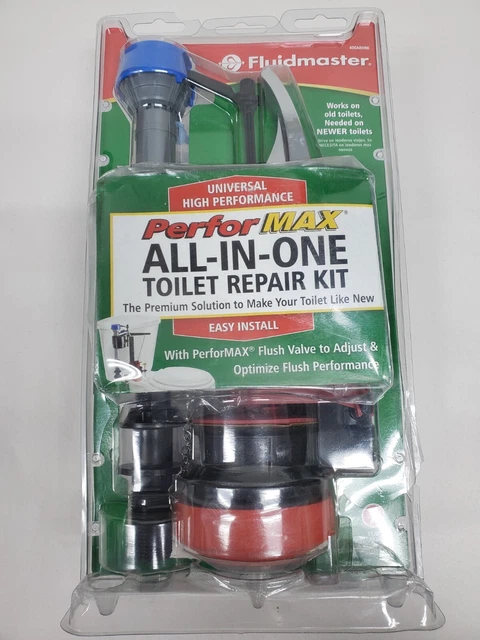 Fluidmaster.
Works on
old toilets,
Needed on
NEWER toilets
UNIVERSAL
HIGH PERFORMANCE
PerforMAX®
ALL-IN-ONE
TOILET REPAIR KIT
The Premium Solution to Make Your Toilet Like New
EASY INSTALL
With PerforMAX® Flush Valve to Adjust &
Optimize Flush Performance